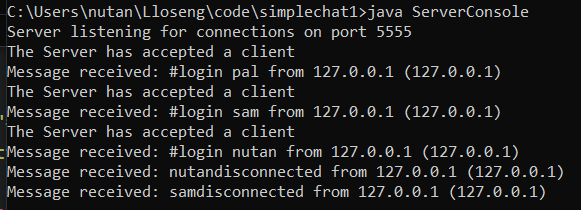 C:\Users\nutan\Lloseng\code\simplechat1>java ServerConsole
Server listening for connections on port 5555
The Server has accepted a client
Message received: #login pal from 127.0.0.1 (127.0.0.1)
The Server has accepted a client
Message received: #login sam from 127.0.0.1 (127.0.0.1)
The Server has accepted a client
Message received: #login nutan from 127.0.0.1 (127.0.0.1)
Message received: nutandisconnected from 127.0.0.1 (127.0.0.1)
Message received: samdisconnected from 127.0.0.1 (127.0.0.1)